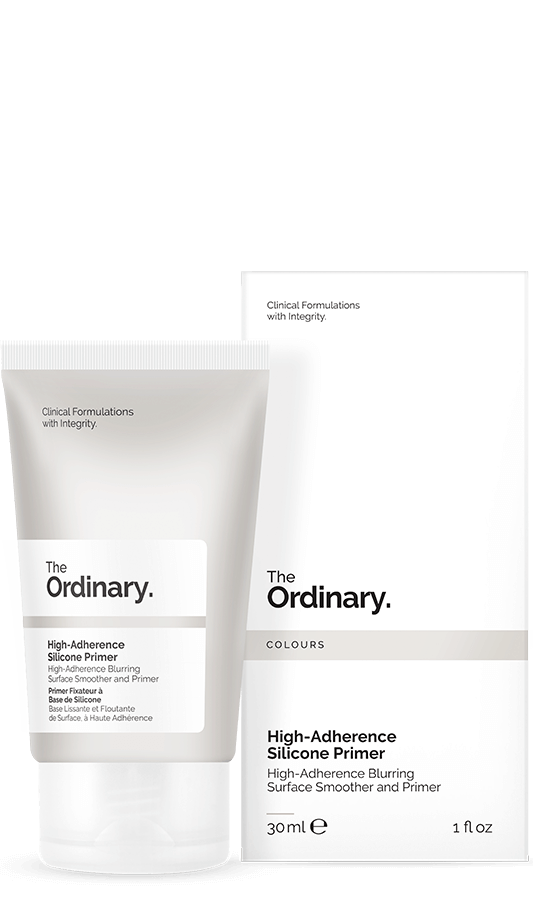 Clinical Formulations
with Integrity.
The
Ordinary.
High-Adherence
Silicone Primer
High-Adherence Blurring
Surface Smoother and Primer
Primer Fixateur à
Base de Silicone
Base Lissante et Floutante
de Surface, à Haute Adhérence
Clinical Formulations
with Integrity.
The
Ordinary.
COLOURS
High-Adherence
Silicone Primer
High-Adherence Blurring
Surface Smoother and Primer
30 ml ℮
1 fl oz